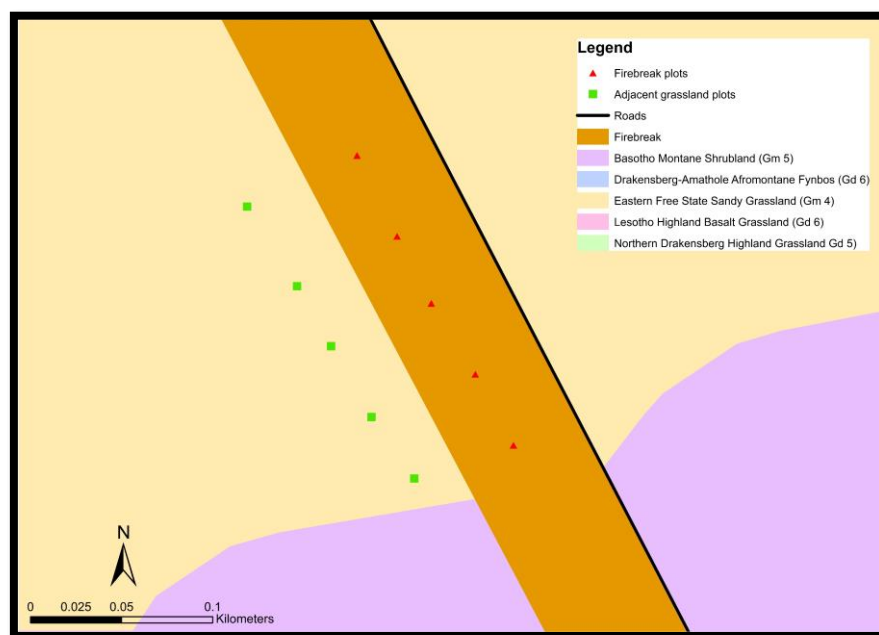 Legend
Firebreak plots
Adjacent grassland plots
Roads
Firebreak
Basotho Montane Shrubland (Gm 5)
Drakensberg-Amathole Afromontane Fynbos (Gd 6)
Eastern Free State Sandy Grassland (Gm 4)
Lesotho Highland Basalt Grassland (Gd 6)
Northern Drakensberg Highland Grassland Gd 5)
N
0 0.025 0.05 0.1
Kilometers